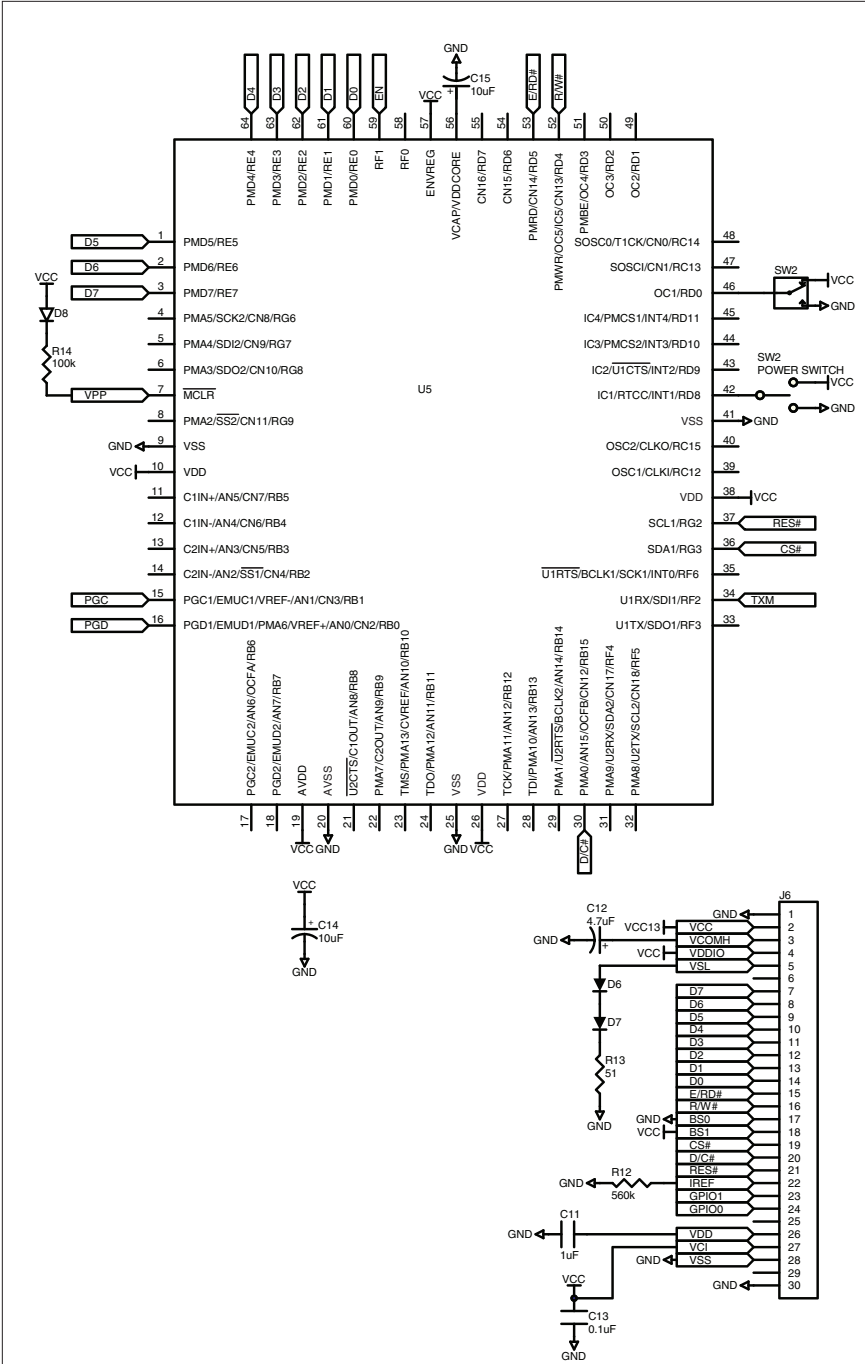 GND
C15
10uF
VCC
D4
D3
D2
D1
D0
EN
E/RD#
R/W#
64
63
62
61
60
59
58
57
56
55
54
53
52
51
50
49
PMD4/RE4
PMD3/RE3
PMD2/RE2
PMD1/RE1
PMD0/RE0
RF1
RF0
ENVREG
VCAP/VDDCORE
CN16/RD7
CN15/RD6
PMRD/CN14/RD5
PMWR/OC5/IC5/CN13/RD4
PMBE/OC4/RD3
OC3/RD2
OC2/RD1
D5 1 PMD5/RE5
D6 2 PMD6/RE6
D7 3 PMD7/RE7
4 PMA5/SCK2/CN8/RG6
5 PMA4/SDI2/CN9/RG7
6 PMA3/SDO2/CN10/RG8
VPP 7 MCLR
8 PMA2/SS2/CN11/RG9
GND 9 VSS
VCC 10 VDD
11 C1IN+/AN5/CN7/RB5
12 C1IN-/AN4/CN6/RB4
13 C2IN+/AN3/CN5/RB3
14 C2IN-/AN2/SS1/CN4/RB2
PGC 15 PGC1/EMUC1/VREF-/AN1/CN3/RB1
PGD 16 PGD1/EMUD1/PMA6/VREF+/AN0/CN2/RB0
VCC
D8
R14
100k
U5
SOSC0/T1CK/CN0/RC14 48
SOSCI/CN1/RC13 47
OC1/RD0 46
IC4/PMCS1/INT4/RD11 45
IC3/PMCS2/INT3/RD10 44
IC2/U1CTS/INT2/RD9 43
IC1/RTCC/INT1/RD8 42
VSS 41 GND
OSC2/CLKO/RC15 40
OSC1/CLKI/RC12 39
VDD 38 VCC
SCL1/RG2 37 RES#
SDA1/RG3 36 CS#
U1RTS/BCLK1/SCK1/INT0/RF6 35
U1RX/SDI1/RF2 34 TXM
U1TX/SDO1/RF3 33
SW2
VCC
GND
SW2
POWER SWITCH
VCC
GND
PGC2/EMUC2/AN6/OCFA/RB6
PGD2/EMUD2/AN7/RB7
AVDD
AVSS
U2CTS/C1OUT/AN8/RB8
PMA7/C2OUT/AN9/RB9
TMS/PMA13/CVREF/AN10/RB10
TDO/PMA12/AN11/RB11
VSS
VDD
TCK/PMA11/AN12/RB12
TDI/PMA10/AN13/RB13
PMA1/U2RTS/BCLK2/AN14/RB14
PMA0/AN15/OCFB/CN12/RB15
PMA9/U2RX/SDA2/CN17/RF4
PMA8/U2TX/SCL2/CN18/RF5
17
18
19
20
21
22
23
24
25
26
27
28
29
30
31
32
VCC
GND
GND
VCC
D/C#
VCC
C14
10uF
GND
J6
GND 1
VCC13 VCC 2
VCOMH 3
VCC VDDIO 4
VSL 5
6
D7 7
D6 8
D5 9
D4 10
D3 11
D2 12
D1 13
D0 14
E/RD# 15
R/W# 16
GND BS0 17
VCC BS1 18
CS# 19
D/C# 20
RES# 21
IREF 22
GPIO1 23
GPIO0 24
25
VDD 26
VCI 27
GND VSS 28
29
GND 30
C12
4.7uF
GND
D6
D7
R13
51
GND
R12
GND
560k
C11
GND
1uF
VCC
C13
0.1uF
GND